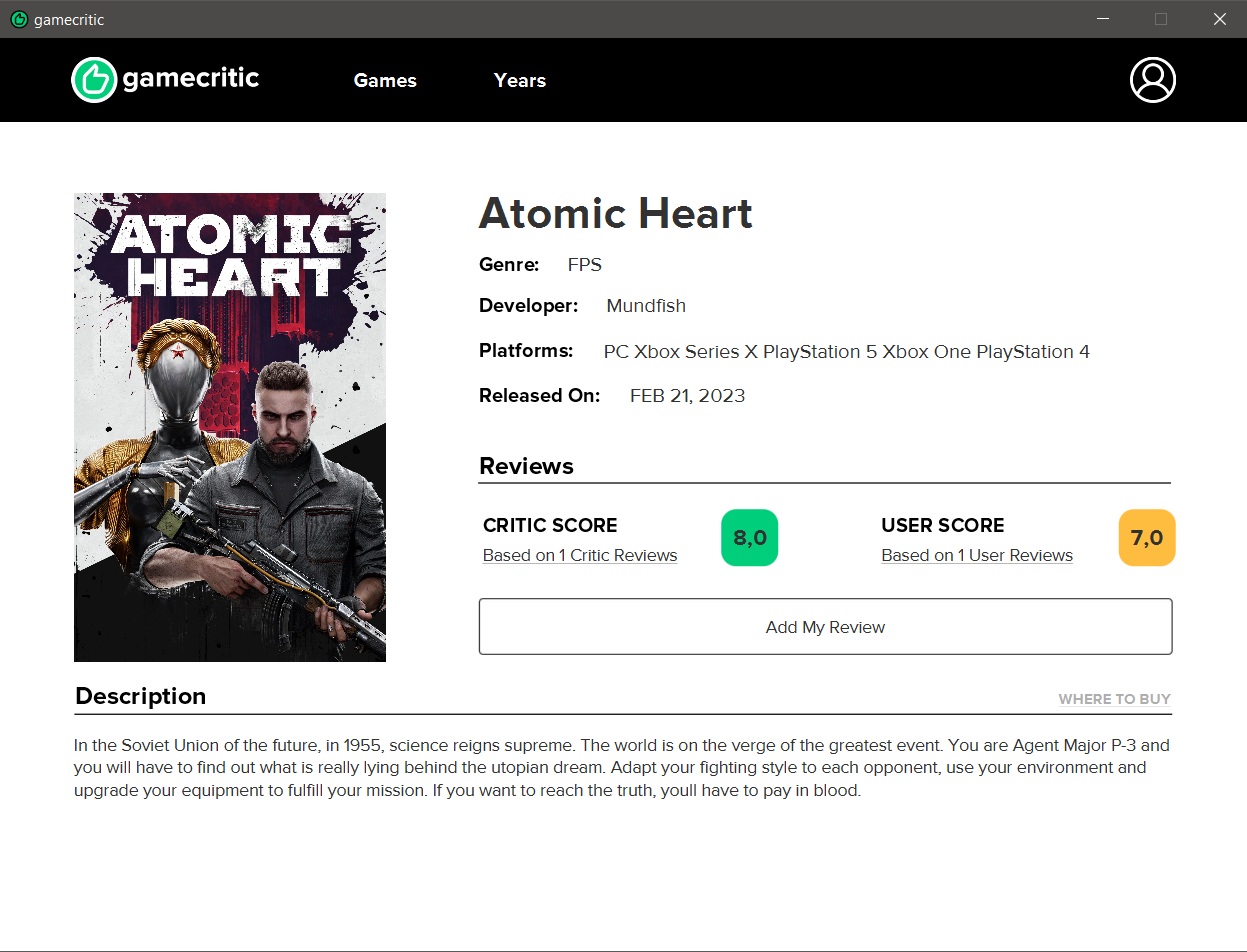 gamecritic
gamecritic
Games
Years
ATOMIC
HEART
Atomic Heart
Genre: FPS
Developer: Mundfish
Platforms: PC Xbox Series X PlayStation 5 Xbox One PlayStation 4
Released On: FEB 21, 2023
Reviews
CRITIC SCORE
Based on 1 Critic Reviews
8,0
USER SCORE
Based on 1 User Reviews
7,0
Add My Review
Description
WHERE TO BUY
In the Soviet Union of the future, in 1955, science reigns supreme. The world is on the verge of the greatest event. You are Agent Major P-3 and
you will have to find out what is really lying behind the utopian dream. Adapt your fighting style to each opponent, use your environment and
upgrade your equipment to fulfill your mission. If you want to reach the truth, youll have to pay in blood.